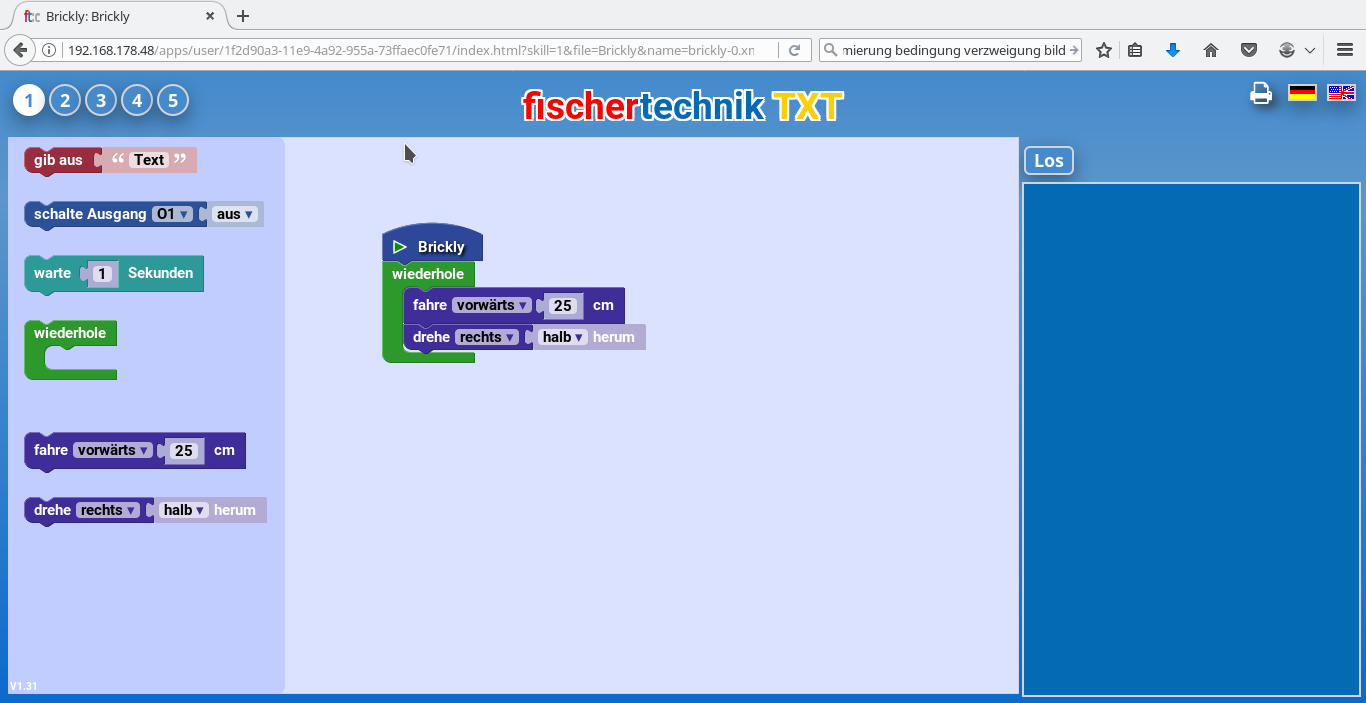 ftcc Brickly: Brickly
192.168.178.48/apps/user/1f2d90a3-11e9-4a92-955a-73ffaec0fe71/index.html?skill=1&file=Brickly&name=brickly-0.xn
mierung bedingung verzweigung bild
1 2 3 4 5
fischertechnik TXT
gib aus “ Text ”
schalte Ausgang O1 ▾ aus ▾
warte 1 Sekunden
wiederhole
fahre vorwärts ▾ 25 cm
drehe rechts ▾ halb ▾ herum
V1.31
Brickly
wiederhole
fahre vorwärts ▾ 25 cm
drehe rechts ▾ halb ▾ herum
Los